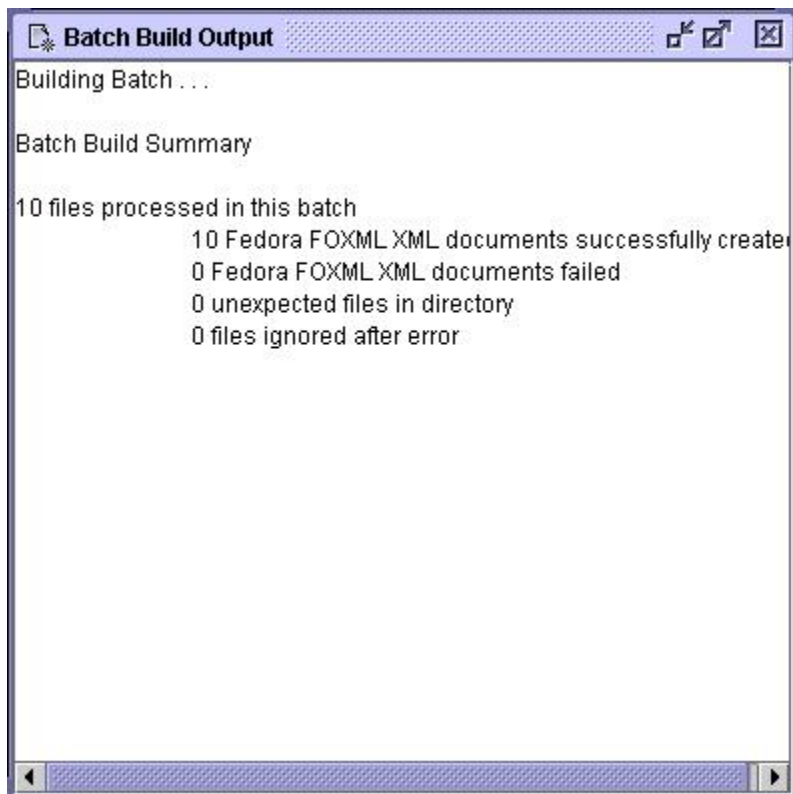 Batch Build Output
Building Batch . . .
Batch Build Summary
10 files processed in this batch
10 Fedora FOXML XML documents successfully
0 Fedora FOXML XML documents failed
0 unexpected files in directory
0 files ignored after error